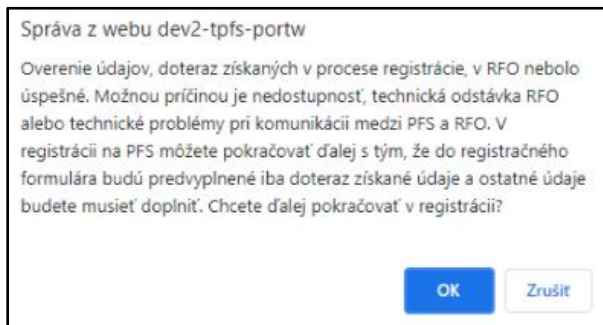 Správa z webu dev2-tpfs-portw
Overenie údajov, doteraz získaných v procese registrácie, v RFO nebolo
úspešné. Možnou príčinou je nedostupnosť, technická odstávka RFO
alebo technické problémy pri komunikácii medzi PFS a RFO. V
registrácii na PFS môžete pokračovať ďalej s tým, že do registračného
formulára budú predvyplnené iba doteraz získané údaje a ostatné údaje
budete musieť doplniť. Chcete ďalej pokračovať v registrácii?
OK Zrušiť